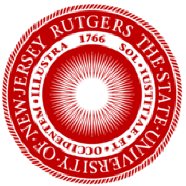 RUTGERS THE STATE UNIVERSITY OF NEW JERSEY
SOL IUSTITIAE ET OCCIDENTEM ILLUSTRA
1766